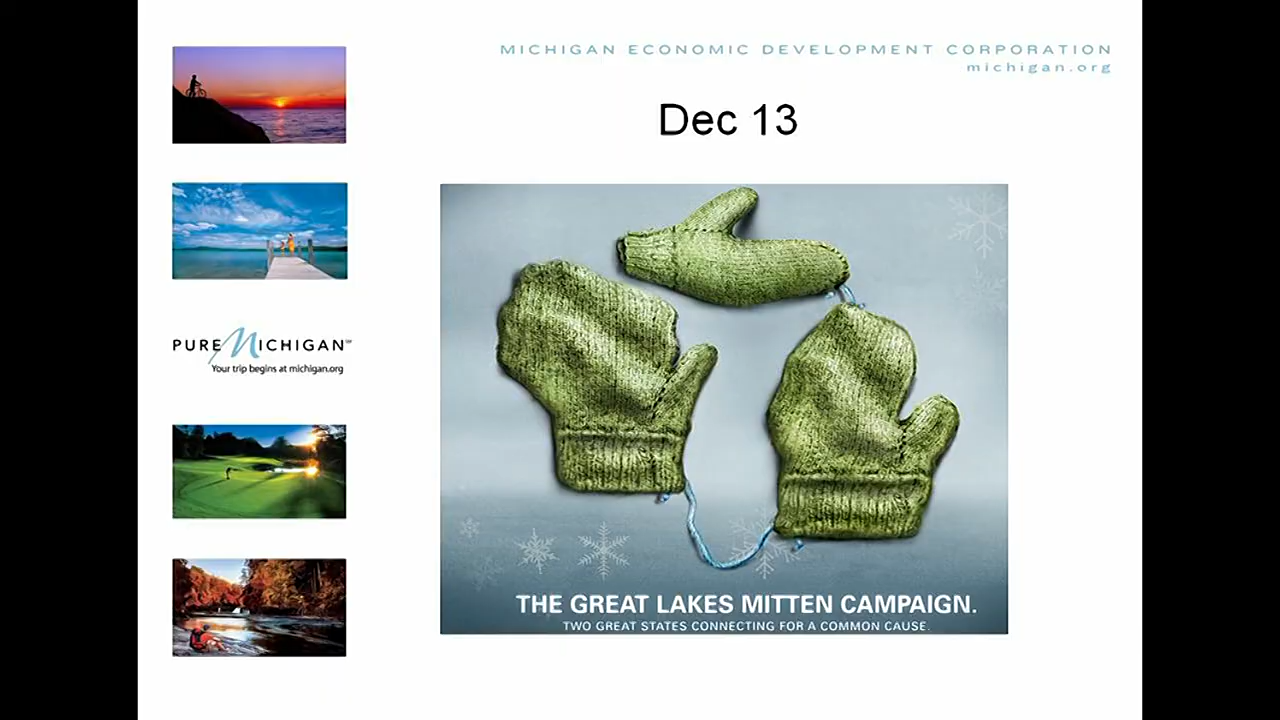 MICHIGAN ECONOMIC DEVELOPMENT CORPORATION
michigan.org
Dec 13
PURE MICHIGAN℠
Your trip begins at michigan.org
THE GREAT LAKES MITTEN CAMPAIGN.
TWO GREAT STATES CONNECTING FOR A COMMON CAUSE.